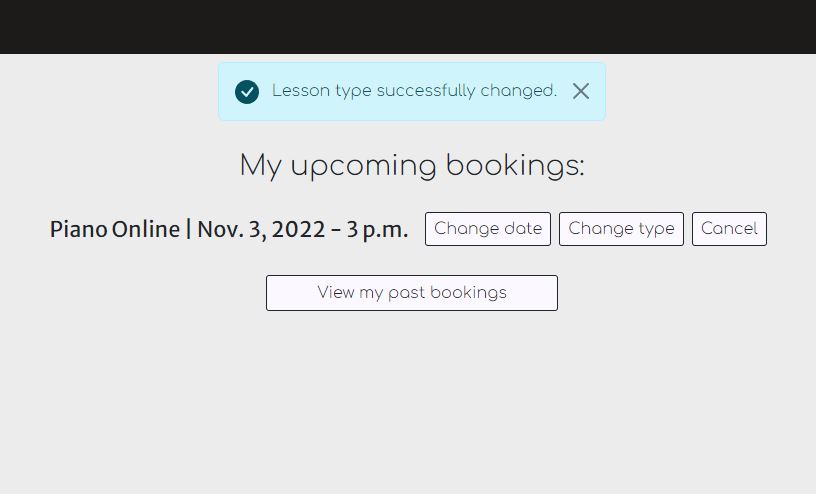 Lesson type successfully changed.
My upcoming bookings:
Piano Online | Nov. 3, 2022 - 3 p.m. Change date Change type Cancel
View my past bookings